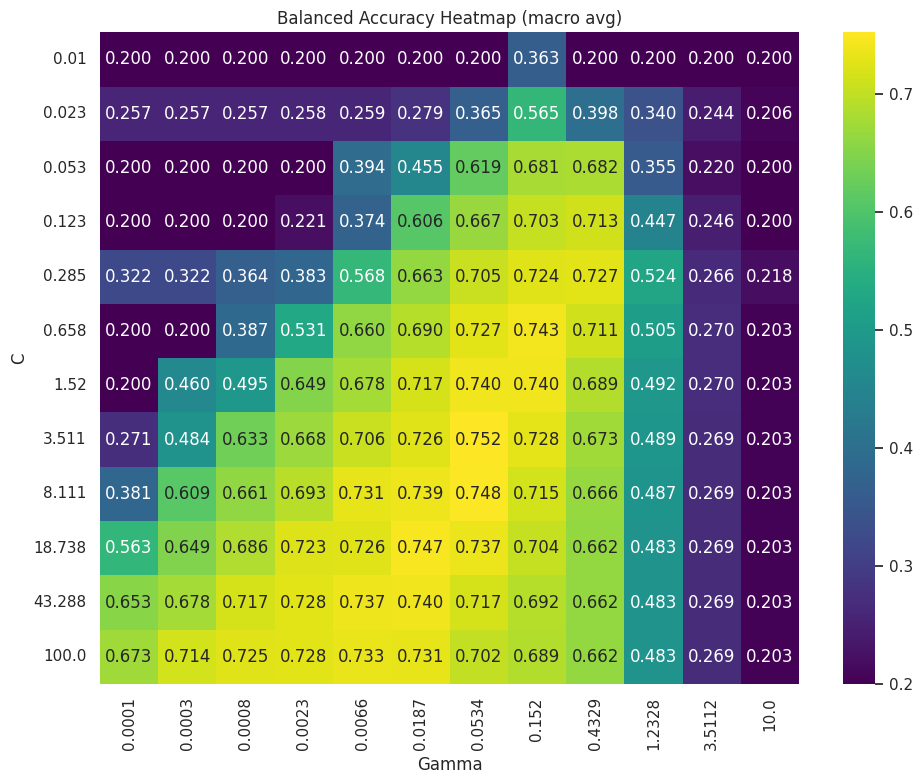 Balanced Accuracy Heatmap (macro avg)
C
0.01 0.200 0.200 0.200 0.200 0.200 0.200 0.200 0.363 0.200 0.200 0.200 0.200
0.023 0.257 0.257 0.257 0.258 0.259 0.279 0.365 0.565 0.398 0.340 0.244 0.206
0.053 0.200 0.200 0.200 0.200 0.394 0.455 0.619 0.681 0.682 0.355 0.220 0.200
0.123 0.200 0.200 0.200 0.221 0.374 0.606 0.667 0.703 0.713 0.447 0.246 0.200
0.285 0.322 0.322 0.364 0.383 0.568 0.663 0.705 0.724 0.727 0.524 0.266 0.218
0.658 0.200 0.200 0.387 0.531 0.660 0.690 0.727 0.743 0.711 0.505 0.270 0.203
1.52 0.200 0.460 0.495 0.649 0.678 0.717 0.740 0.740 0.689 0.492 0.270 0.203
3.511 0.271 0.484 0.633 0.668 0.706 0.726 0.752 0.728 0.673 0.489 0.269 0.203
8.111 0.381 0.609 0.661 0.693 0.731 0.739 0.748 0.715 0.666 0.487 0.269 0.203
18.738 0.563 0.649 0.686 0.723 0.726 0.747 0.737 0.704 0.662 0.483 0.269 0.203
43.288 0.653 0.678 0.717 0.728 0.737 0.740 0.717 0.692 0.662 0.483 0.269 0.203
100.0 0.673 0.714 0.725 0.728 0.733 0.731 0.702 0.689 0.662 0.483 0.269 0.203
0.0001 0.0003 0.0008 0.0023 0.0066 0.0187 0.0534 0.152 0.4329 1.2328 3.5112 10.0
Gamma
0.7
0.6
0.5
0.4
0.3
0.2